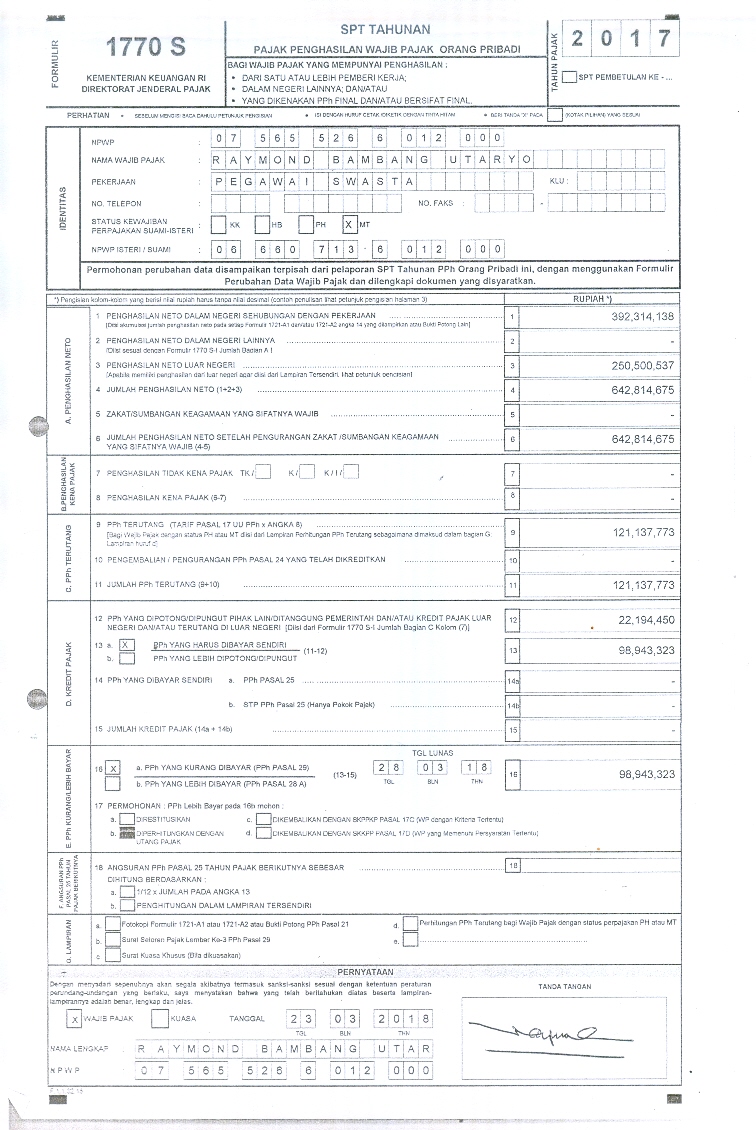 FORMULIR
1770 S
KEMENTERIAN KEUANGAN RI
DIREKTORAT JENDERAL PAJAK
SPT TAHUNAN
PAJAK PENGHASILAN WAJIB PAJAK ORANG PRIBADI
BAGI WAJIB PAJAK YANG MEMPUNYAI PENGHASILAN :
• DARI SATU ATAU LEBIH PEMBERI KERJA;
• DALAM NEGERI LAINNYA; DAN/ATAU
• YANG DIKENAKAN PPh FINAL DAN/ATAU BERSIFAT FINAL.
TAHUN PAJAK
2 0 1 7
SPT PEMBETULAN KE - ...
PERHATIAN • SEBELUM MENGISI BACA DAHULU PETUNJUK PENGISIAN • ISI DENGAN HURUF CETAK /DIKETIK DENGAN TINTA HITAM • BERI TANDA "X" PADA (KOTAK PILIHAN) YANG SESUAI
IDENTITAS
NPWP : 07 565 526 6 012 000
NAMA WAJIB PAJAK : RAYMOND BAMBANG UTARYO
PEKERJAAN : PEGAWAI SWASTA KLU :
NO. TELEPON : NO. FAKS : -
STATUS KEWAJIBAN PERPAJAKAN SUAMI-ISTERI : KK HB PH X MT
NPWP ISTERI / SUAMI : 06 660 713 - 6 012 000
Permohonan perubahan data disampaikan terpisah dari pelaporan SPT Tahunan PPh Orang Pribadi ini, dengan menggunakan Formulir
Perubahan Data Wajib Pajak dan dilengkapi dokumen yang disyaratkan.
*) Pengisian kolom-kolom yang berisi nilai rupiah harus tanpa nilai desimal (contoh penulisan lihat petunjuk pengisian halaman 3) RUPIAH *)
A. PENGHASILAN NETO
1 PENGHASILAN NETO DALAM NEGERI SEHUBUNGAN DENGAN PEKERJAAN 1 392,314,138
[Diisi akumulasi jumlah penghasilan neto pada setiap Formulir 1721-A1 dan/atau 1721-A2 angka 14 yang dilampirkan atau Bukti Potong Lain]
2 PENGHASILAN NETO DALAM NEGERI LAINNYA 2 -
[Diisi sesuai dengan Formulir 1770 S-I Jumlah Bagian A ]
3 PENGHASILAN NETO LUAR NEGERI 3 250,500,537
[Apabila memiliki penghasilan dari luar negeri agar diisi dari Lampiran Tersendiri, lihat petunjuk pengisian]
4 JUMLAH PENGHASILAN NETO (1+2+3) 4 642,814,675
5 ZAKAT/SUMBANGAN KEAGAMAAN YANG SIFATNYA WAJIB 5 -
6 JUMLAH PENGHASILAN NETO SETELAH PENGURANGAN ZAKAT /SUMBANGAN KEAGAMAAN 6 642,814,675
YANG SIFATNYA WAJIB (4-5)
B.PENGHASILAN KENA PAJAK
7 PENGHASILAN TIDAK KENA PAJAK TK / K / K / I / 7 -
8 PENGHASILAN KENA PAJAK (6-7) 8 -
C. PPh TERUTANG
9 PPh TERUTANG (TARIF PASAL 17 UU PPh x ANGKA 8) 9 121,137,773
[Bagi Wajib Pajak dengan status PH atau MT diisi dari Lampiran Perhitungan PPh Terutang sebagaimana dimaksud dalam bagian G:
Lampiran huruf d]
10 PENGEMBALIAN / PENGURANGAN PPh PASAL 24 YANG TELAH DIKREDITKAN 10 -
11 JUMLAH PPh TERUTANG (9+10) 11 121,137,773
D. KREDIT PAJAK
12 PPh YANG DIPOTONG/DIPUNGUT PIHAK LAIN/DITANGGUNG PEMERINTAH DAN/ATAU KREDIT PAJAK LUAR 12 22,194,450
NEGERI DAN/ATAU TERUTANG DI LUAR NEGERI [Diisi dari Formulir 1770 S-I Jumlah Bagian C Kolom (7)]
13 a. X PPh YANG HARUS DIBAYAR SENDIRI (11-12) 13 98,943,323
b. PPh YANG LEBIH DIPOTONG/DIPUNGUT
14 PPh YANG DIBAYAR SENDIRI a. PPh PASAL 25 14a -
b. STP PPh Pasal 25 (Hanya Pokok Pajak) 14b -
15 JUMLAH KREDIT PAJAK (14a + 14b) 15 -
E. PPh KURANG/LEBIH BAYAR
TGL LUNAS
16 X a. PPh YANG KURANG DIBAYAR (PPh PASAL 29) (13-15) 28 03 18 16 98,943,323
b. PPh YANG LEBIH DIBAYAR (PPh PASAL 28 A) TGL BLN THN
17 PERMOHONAN : PPh Lebih Bayar pada 16b mohon :
a. DIRESTITUSIKAN c. DIKEMBALIKAN DENGAN SKPPKP PASAL 17C (WP dengan Kriteria Tertentu)
b. DIPERHITUNGKAN DENGAN UTANG PAJAK d. DIKEMBALIKAN DENGAN SKPPKP PASAL 17D (WP yang Memenuhi Persyaratan Tertentu)
F. ANGSURAN PPh PASAL 25 TAHUN PAJAK BERIKUTNYA
18 ANGSURAN PPh PASAL 25 TAHUN PAJAK BERIKUTNYA SEBESAR 18
DIHITUNG BERDASARKAN :
a. 1/12 x JUMLAH PADA ANGKA 13
b. PENGHITUNGAN DALAM LAMPIRAN TERSENDIRI
G. LAMPIRAN
a. Fotokopi Formulir 1721-A1 atau 1721-A2 atau Bukti Potong PPh Pasal 21 d. Perhitungan PPh Terutang bagi Wajib Pajak dengan status perpajakan PH atau MT
b. Surat Setoran Pajak Lembar Ke-3 PPh Pasal 29 e.
c. Surat Kuasa Khusus (Bila dikuasakan)
PERNYATAAN
Dengan menyadari sepenuhnya akan segala akibatnya termasuk sanksi-sanksi sesuai dengan ketentuan peraturan
perundang-undangan yang berlaku, saya menyatakan bahwa yang telah beritahukan diatas beserta lampiran-
lampirannya adalah benar, lengkap dan jelas.
TANDA TANGAN
X WAJIB PAJAK KUASA TANGGAL 23 03 2018
TGL BLN THN
NAMA LENGKAP : RAYMOND BAMBANG UTAR
N P W P : 07 565 526 6 012 000